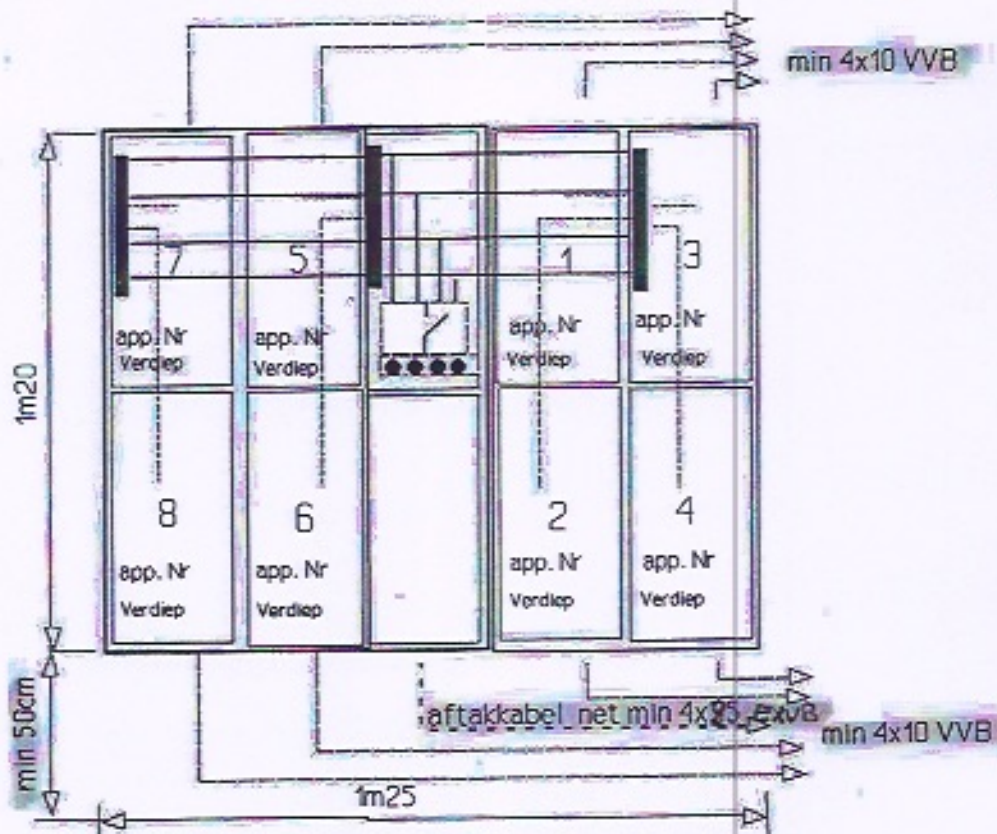 min 4x10 VVB
7
5
1
3
app. Nr
Verdiep
app. Nr
Verdiep
app. Nr
Verdiep
app. Nr
Verdiep
1m20
8
6
2
4
app. Nr
Verdiep
app. Nr
Verdiep
app. Nr
Verdiep
app. Nr
Verdiep
min 50cm
aftakkabel net min
min 4x10 VVB
1m25